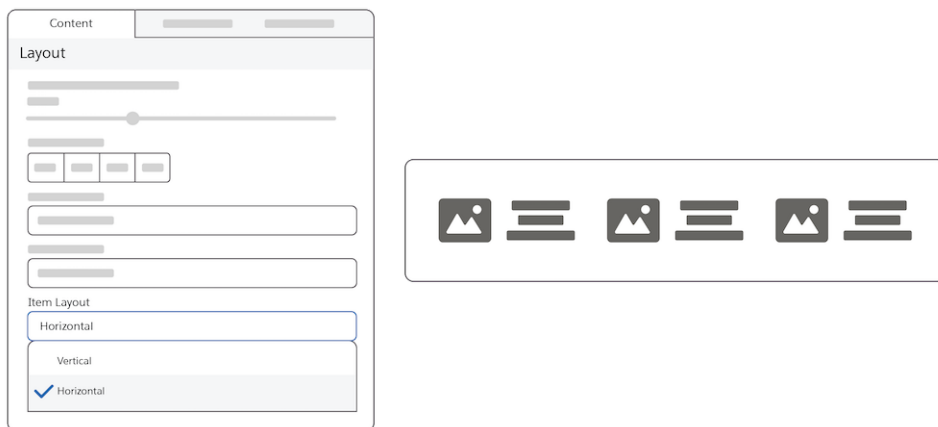 Content
Layout
Item Layout
Horizontal
Vertical
Horizontal